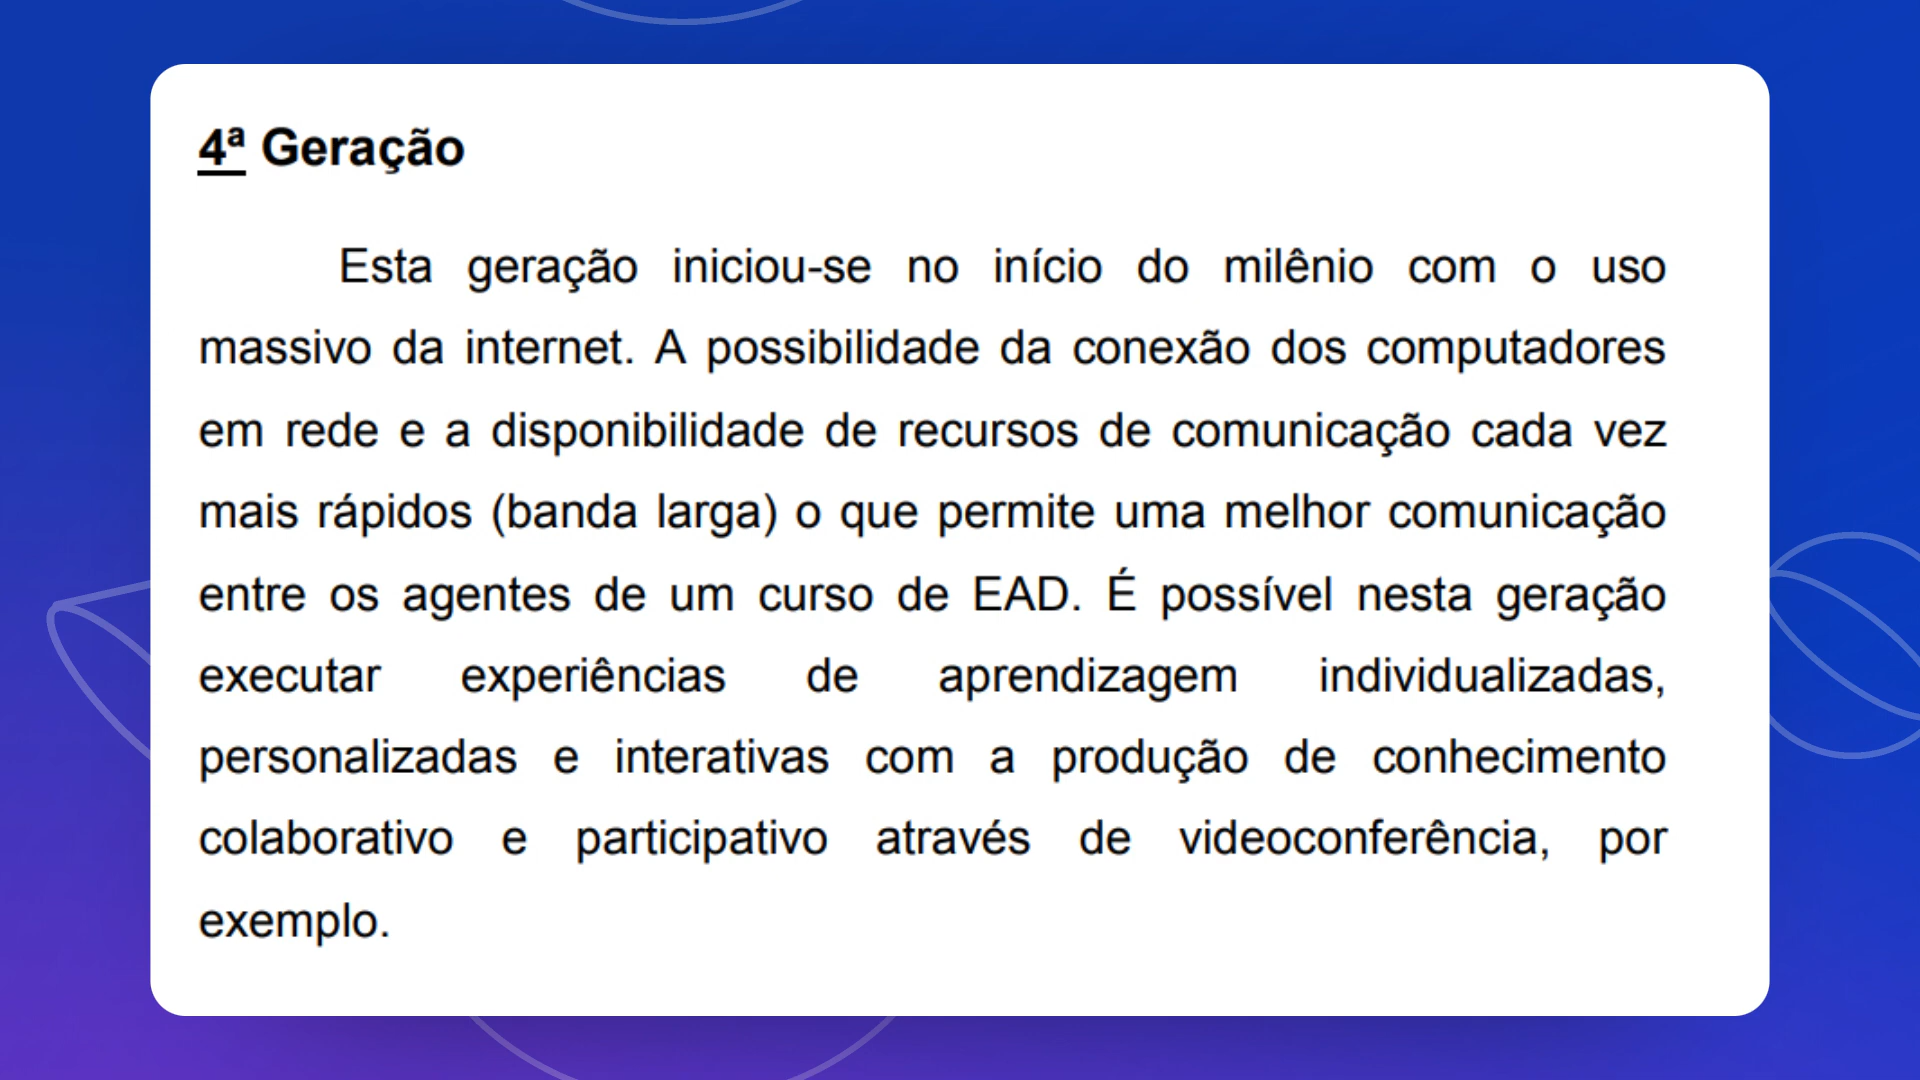 4ª Geração
Esta geração iniciou-se no início do milênio com o uso
massivo da internet. A possibilidade da conexão dos computadores
em rede e a disponibilidade de recursos de comunicação cada vez
mais rápidos (banda larga) o que permite uma melhor comunicação
entre os agentes de um curso de EAD. É possível nesta geração
executar experiências de aprendizagem individualizadas,
personalizadas e interativas com a produção de conhecimento
colaborativo e participativo através de videoconferência, por
exemplo.